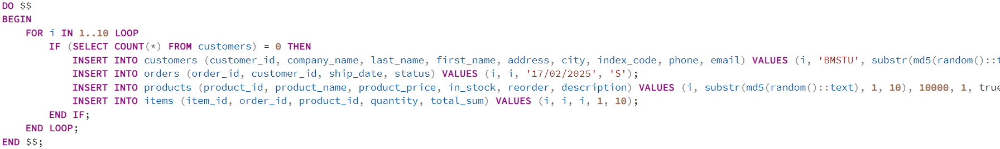 DO $$
BEGIN
    FOR i IN 1..10 LOOP
        IF (SELECT COUNT(*) FROM customers) = 0 THEN
            INSERT INTO customers (customer_id, company_name, last_name, first_name, address, city, index_code, phone, email) VALUES (i, 'BMSTU', substr(md5(random()::
            INSERT INTO orders (order_id, customer_id, ship_date, status) VALUES (i, i, '17/02/2025', 'S');
            INSERT INTO products (product_id, product_name, product_price, in_stock, reorder, description) VALUES (i, substr(md5(random()::text), 1, 10), 10000, 1, true
            INSERT INTO items (item_id, order_id, product_id, quantity, total_sum) VALUES (i, i, i, 1, 10);
        END IF;
    END LOOP;
END $$;